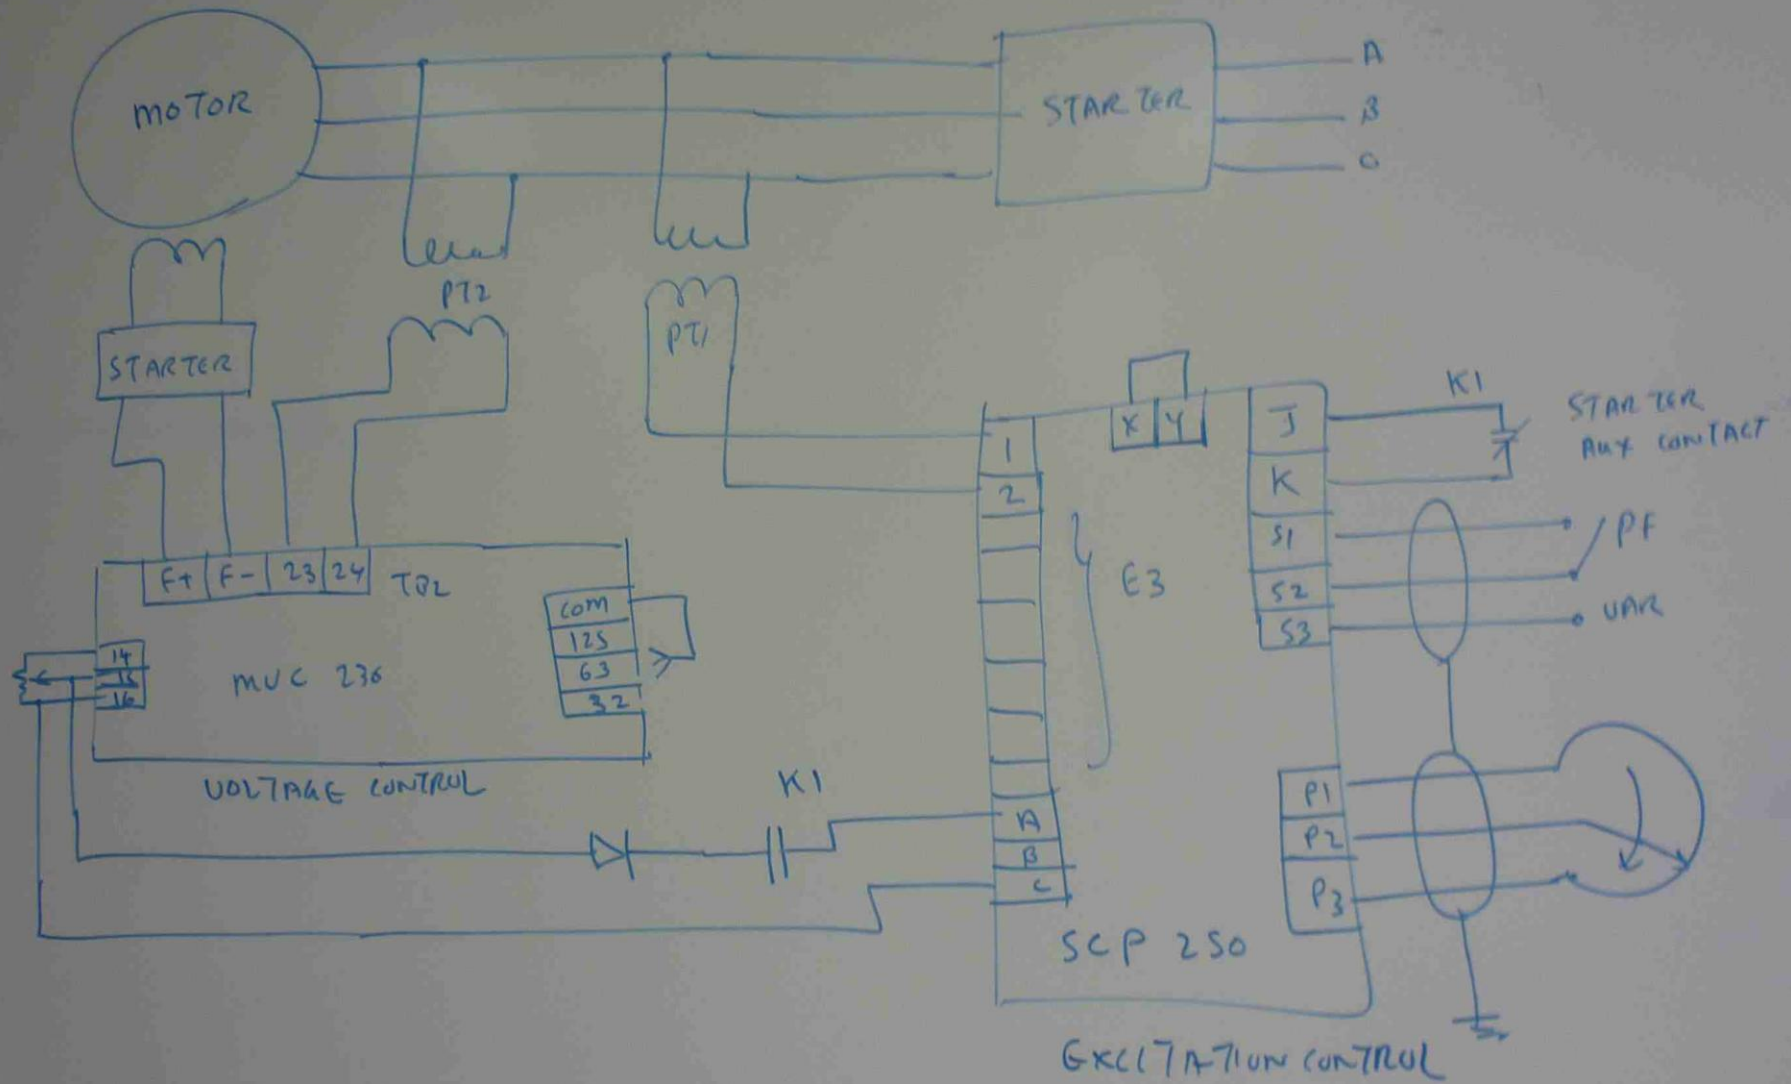 MOTOR
STARTER
A
B
C
PT2
PT1
STARTER
K1
STARTER
AUX CONTACT
X Y
J
K
S1
S2
S3
PF
VAR
1
2
E3
F+ F- 23 24 TB2
COM
125
63
32
14
15
16
MVC 236
VOLTAGE CONTROL
K1
A
B
C
P1
P2
P3
SCP 250
EXCITATION CONTROL